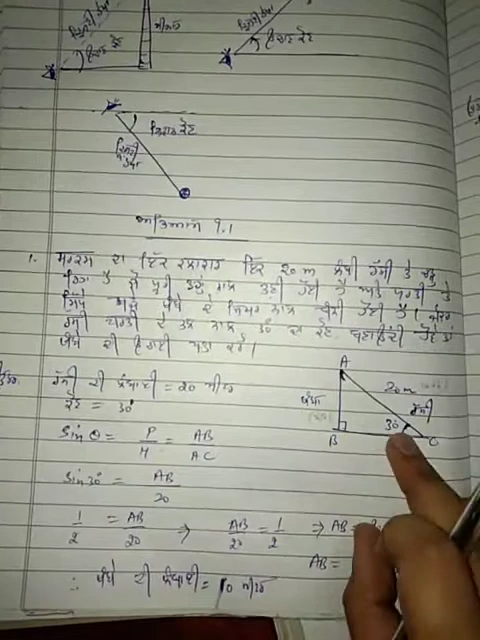 ਮੀਨਾਰ
ਅਭਿਆਸ 9.1
1. ਸਰਕਸ ਦਾ ਇੱਕ ਕਲਾਕਾਰ ਇੱਕ 20 m ਲੰਬੀ ਰੱਸੀ ਤੇ ਚੜ੍ਹ
ਰਿਹਾ ਹੈ ਜੋ ਪੂਰੀ ਤਰ੍ਹਾਂ ਨਾਲ ਤਣੀ ਹੋਈ ਹੈ ਅਤੇ ਧਰਤੀ ਤੇ
ਸਿੱਧੇ ਖੰਭੇ ਦੇ ਸਿਖਰ ਨਾਲ ਬੰਨੀ ਹੋਈ ਹੈ। ਜੇਕਰ
ਰੱਸੀ ਧਰਤੀ ਦੇ ਤਲ ਨਾਲ 30° ਦਾ ਕੋਣ ਬਣਾਉਂਦੀ ਹੋਵੇ ਤਾਂ
ਖੰਭੇ ਦੀ ਉਚਾਈ ਪਤਾ ਕਰੋ।
A
ਰੱਸੀ ਦੀ ਲੰਬਾਈ = 20 ਮੀਟਰ
20m
ਖੰਭਾ
ਰੱਸੀ
ਕੋਣ = 30°
30°
B
C
Sin θ = P/H = AB/AC
Sin 30° = AB/20
1/2 = AB/20 ⇒ AB/20 = 1/2 ⇒ AB =
AB =
∴ ਖੰਭੇ ਦੀ ਲੰਬਾਈ = 10 ਮੀਟਰ